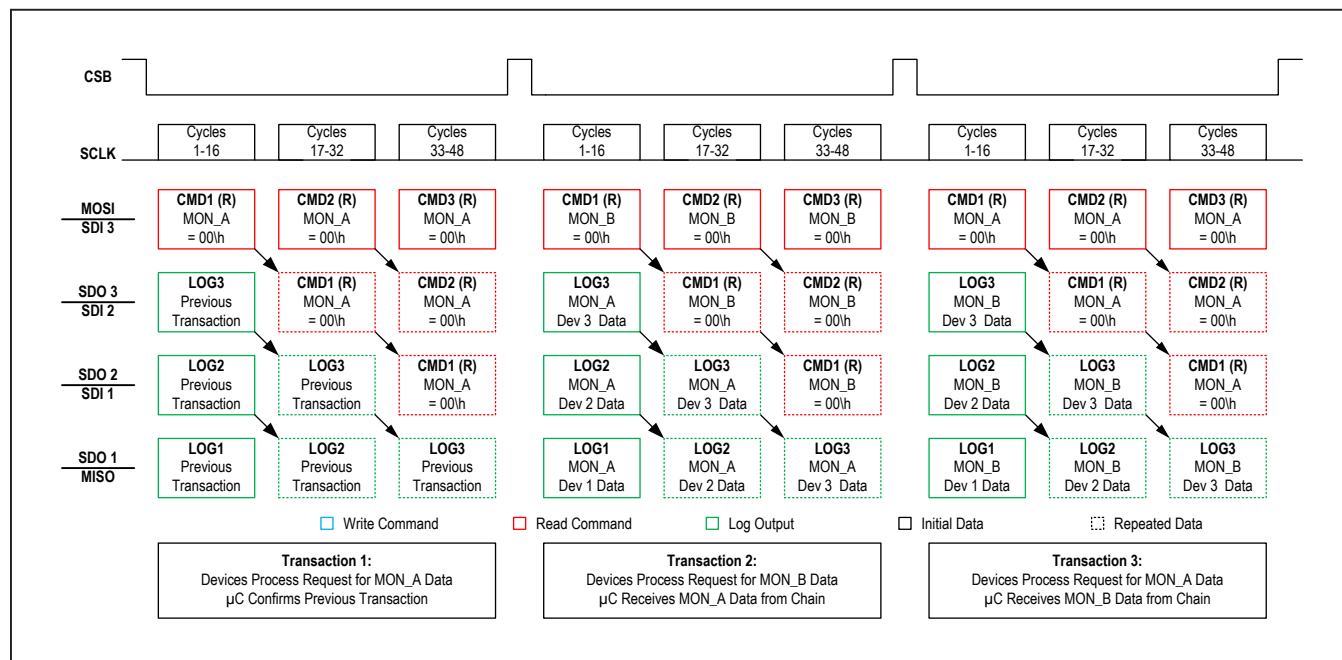 CSB
SCLK
Cycles
1-16
Cycles
17-32
Cycles
33-48
Cycles
1-16
Cycles
17-32
Cycles
33-48
Cycles
1-16
Cycles
17-32
Cycles
33-48
MOSI
SDI 3
CMD1 (R)
MON_A
= 00\h
CMD2 (R)
MON_A
= 00\h
CMD3 (R)
MON_A
= 00\h
CMD1 (R)
MON_B
= 00\h
CMD2 (R)
MON_B
= 00\h
CMD3 (R)
MON_B
= 00\h
CMD1 (R)
MON_A
= 00\h
CMD2 (R)
MON_A
= 00\h
CMD3 (R)
MON_A
= 00\h
SDO 3
SDI 2
LOG3
Previous
Transaction
CMD1 (R)
MON_A
= 00\h
CMD2 (R)
MON_A
= 00\h
LOG3
MON_A
Dev 3 Data
CMD1 (R)
MON_B
= 00\h
CMD2 (R)
MON_B
= 00\h
LOG3
MON_B
Dev 3 Data
CMD1 (R)
MON_A
= 00\h
CMD2 (R)
MON_A
= 00\h
SDO 2
SDI 1
LOG2
Previous
Transaction
LOG3
Previous
Transaction
CMD1 (R)
MON_A
= 00\h
LOG2
MON_A
Dev 2 Data
LOG3
MON_A
Dev 3 Data
CMD1 (R)
MON_B
= 00\h
LOG2
MON_B
Dev 2 Data
LOG3
MON_B
Dev 3 Data
CMD1 (R)
MON_A
= 00\h
SDO 1
MISO
LOG1
Previous
Transaction
LOG2
Previous
Transaction
LOG3
Previous
Transaction
LOG1
MON_A
Dev 1 Data
LOG2
MON_A
Dev 2 Data
LOG3
MON_A
Dev 3 Data
LOG1
MON_B
Dev 1 Data
LOG2
MON_B
Dev 2 Data
LOG3
MON_B
Dev 3 Data
Write Command
Read Command
Log Output
Initial Data
Repeated Data
Transaction 1:
Devices Process Request for MON_A Data
µC Confirms Previous Transaction
Transaction 2:
Devices Process Request for MON_B Data
µC Receives MON_A Data from Chain
Transaction 3:
Devices Process Request for MON_A Data
µC Receives MON_B Data from Chain